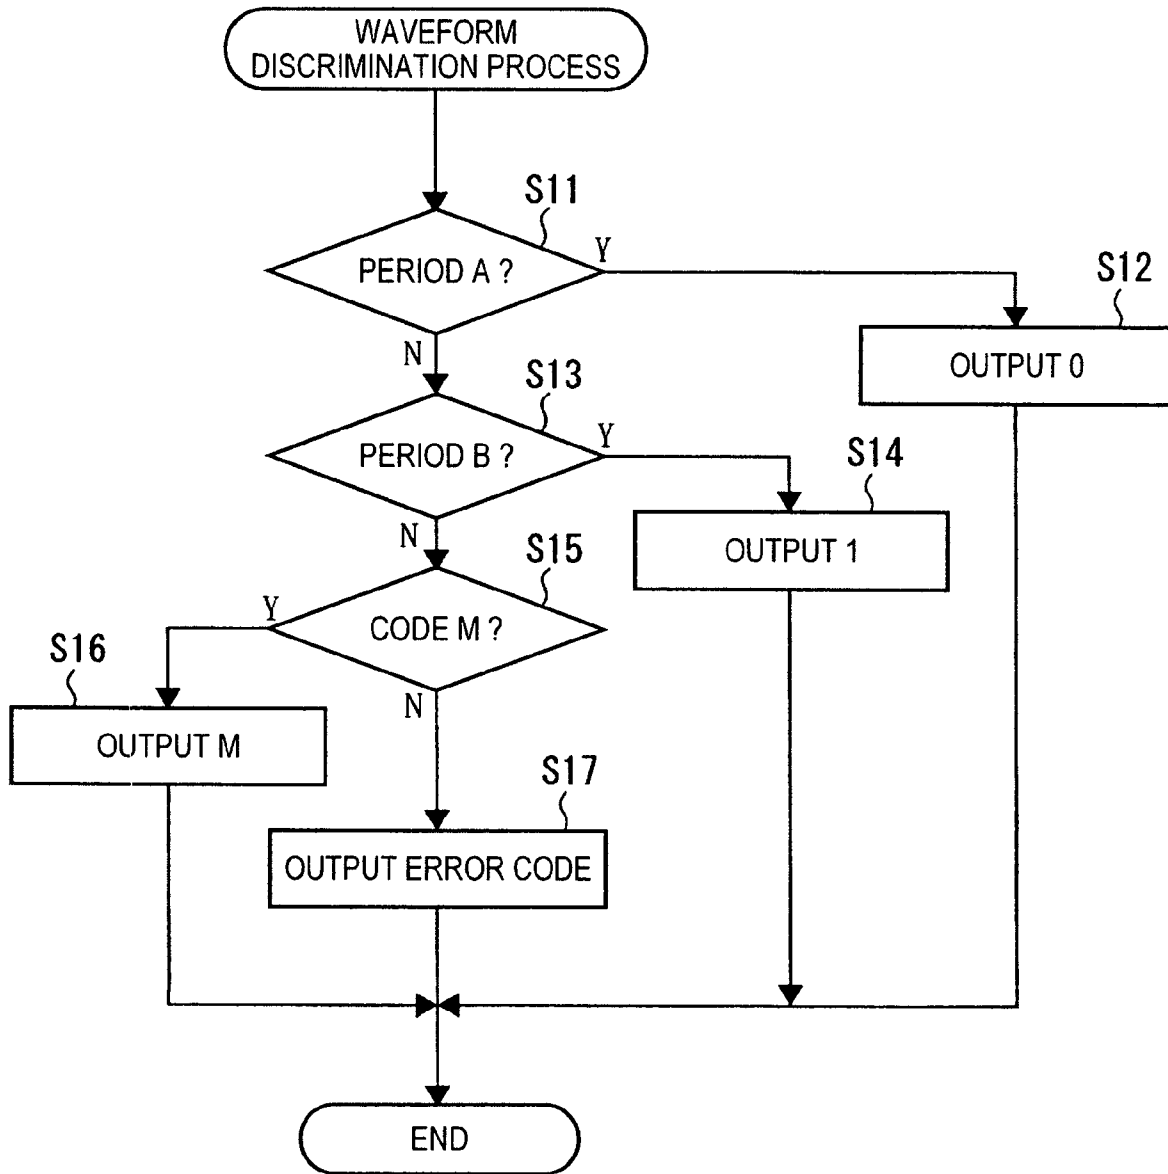 WAVEFORM
DISCRIMINATION PROCESS
S11
PERIOD A ?
Y
N
S12
OUTPUT 0
S13
PERIOD B ?
Y
N
S14
OUTPUT 1
S15
CODE M ?
Y
N
S16
OUTPUT M
S17
OUTPUT ERROR CODE
END